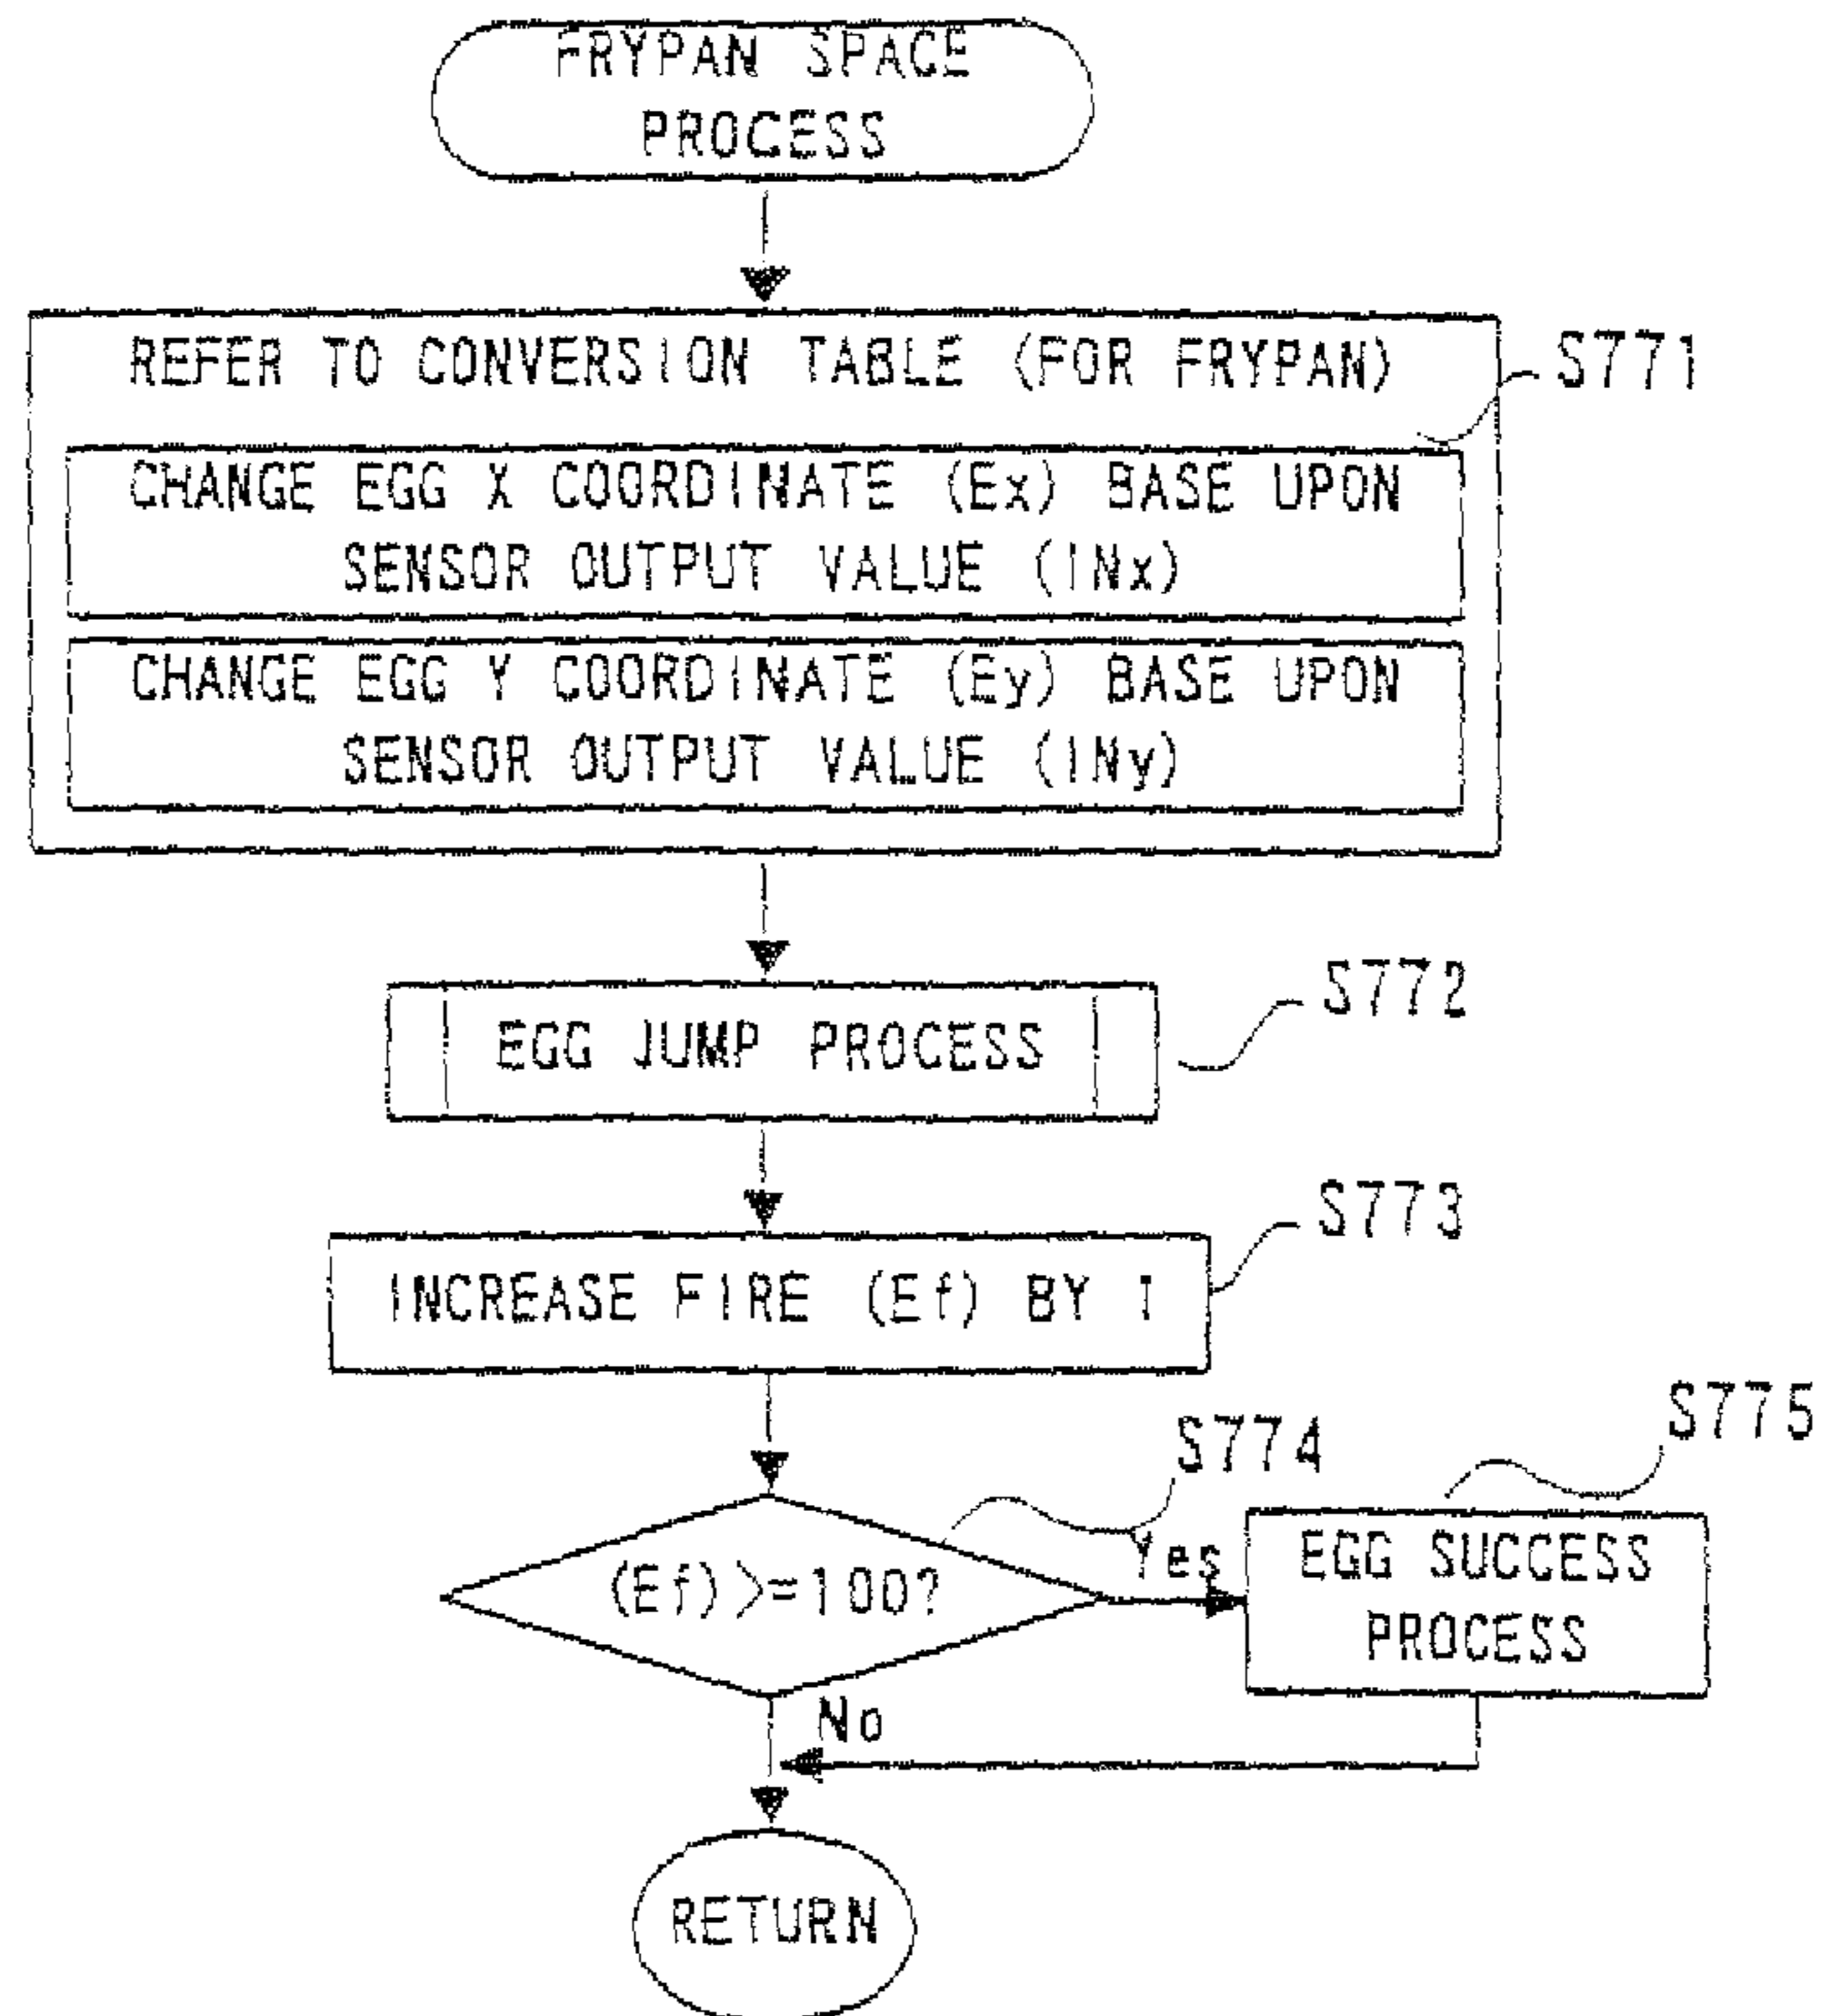 FRYPAN SPACE
PROCESS
REFER TO CONVERSION TABLE (FOR FRYPAN)
S771
CHANGE EGG X COORDINATE (Ex) BASE UPON
SENSOR OUTPUT VALUE (INx)
CHANGE EGG Y COORDINATE (Ey) BASE UPON
SENSOR OUTPUT VALUE (INy)
EGG JUMP PROCESS
S772
S773
INCREASE FIRE (Ef) BY 1
S774
S775
(Ef)>=100?
Yes
EGG SUCCESS
PROCESS
No
RETURN